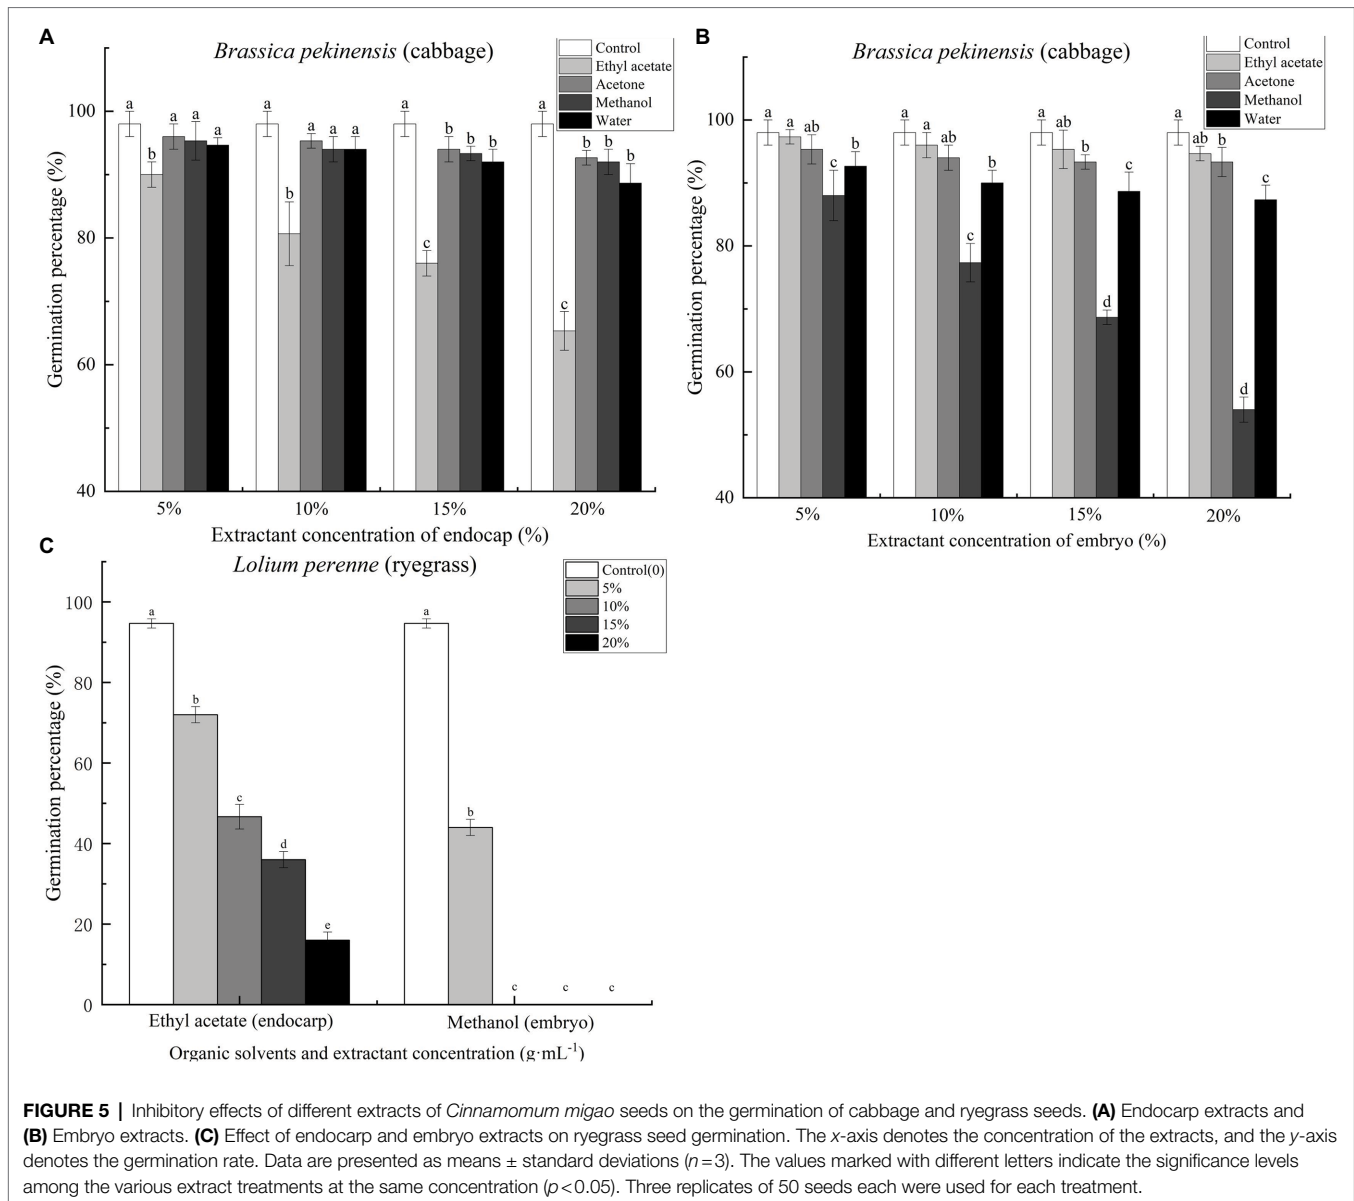 A
Brassica pekinensis (cabbage)
Control
Ethyl acetate
Acetone
Methanol
Water
100
80
60
40
Germination percentage (%)
a b a a a
a b a a a
a c b b b
a c b b b
5% 10% 15% 20%
Extractant concentration of endocap (%)
B
Brassica pekinensis (cabbage)
Control
Ethyl acetate
Acetone
Methanol
Water
100
80
60
40
Germination percentage (%)
a a ab c b
a a ab c b
a ab b d c
a ab b d c
5% 10% 15% 20%
Extractant concentration of embryo (%)
C
Lolium perenne (ryegrass)
Control(0)
5%
10%
15%
20%
100
80
60
40
20
0
Germination percentage (%)
a b c d e
a b c c c
Ethyl acetate (endocarp) Methanol (embryo)
Organic solvents and extractant concentration (g·mL-1)
FIGURE 5 | Inhibitory effects of different extracts of Cinnamomum migao seeds on the germination of cabbage and ryegrass seeds. (A) Endocarp extracts and
(B) Embryo extracts. (C) Effect of endocarp and embryo extracts on ryegrass seed germination. The x-axis denotes the concentration of the extracts, and the y-axis
denotes the germination rate. Data are presented as means ± standard deviations (n=3). The values marked with different letters indicate the significance levels
among the various extract treatments at the same concentration (p<0.05). Three replicates of 50 seeds each were used for each treatment.